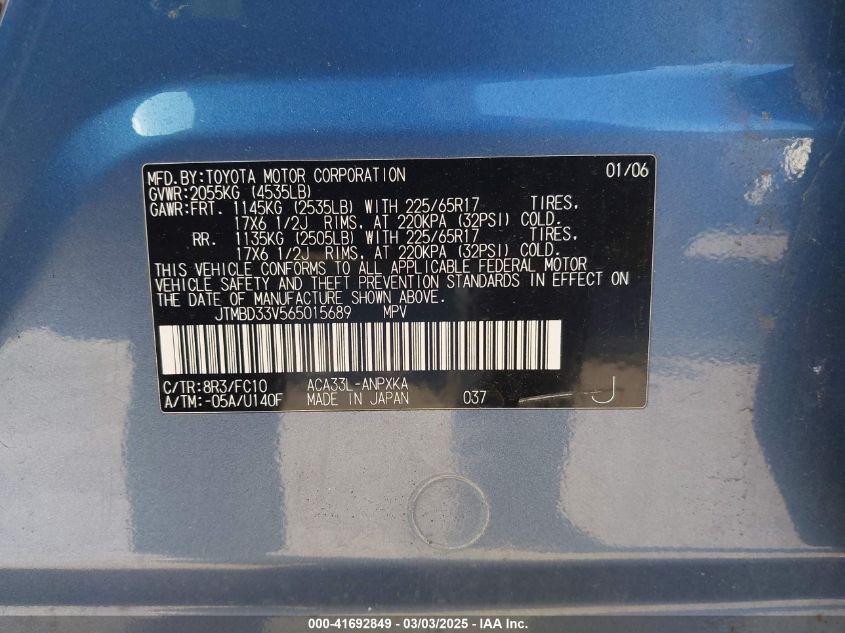 MFD.BY:TOYOTA MOTOR CORPORATION 01/06
GVWR:2055KG (4535LB)
GAWR:FRT. 1145KG (2535LB) WITH 225/65R17 TIRES,
17X6 1/2J RIMS, AT 220KPA (32PSI) COLD.
RR. 1135KG (2505LB) WITH 225/65R17 TIRES,
17X6 1/2J RIMS, AT 220KPA (32PSI) COLD.
THIS VEHICLE CONFORMS TO ALL APPLICABLE FEDERAL MOTOR
VEHICLE SAFETY AND THEFT PREVENTION STANDARDS IN EFFECT ON
THE DATE OF MANUFACTURE SHOWN ABOVE.
JTMBD33V565015689 MPV
C/TR:8R3/FC10 ACA33L-ANPXKA
A/TM:-05A/U140F MADE IN JAPAN 037 J
000-41692849 - 03/03/2025 - IAA Inc.